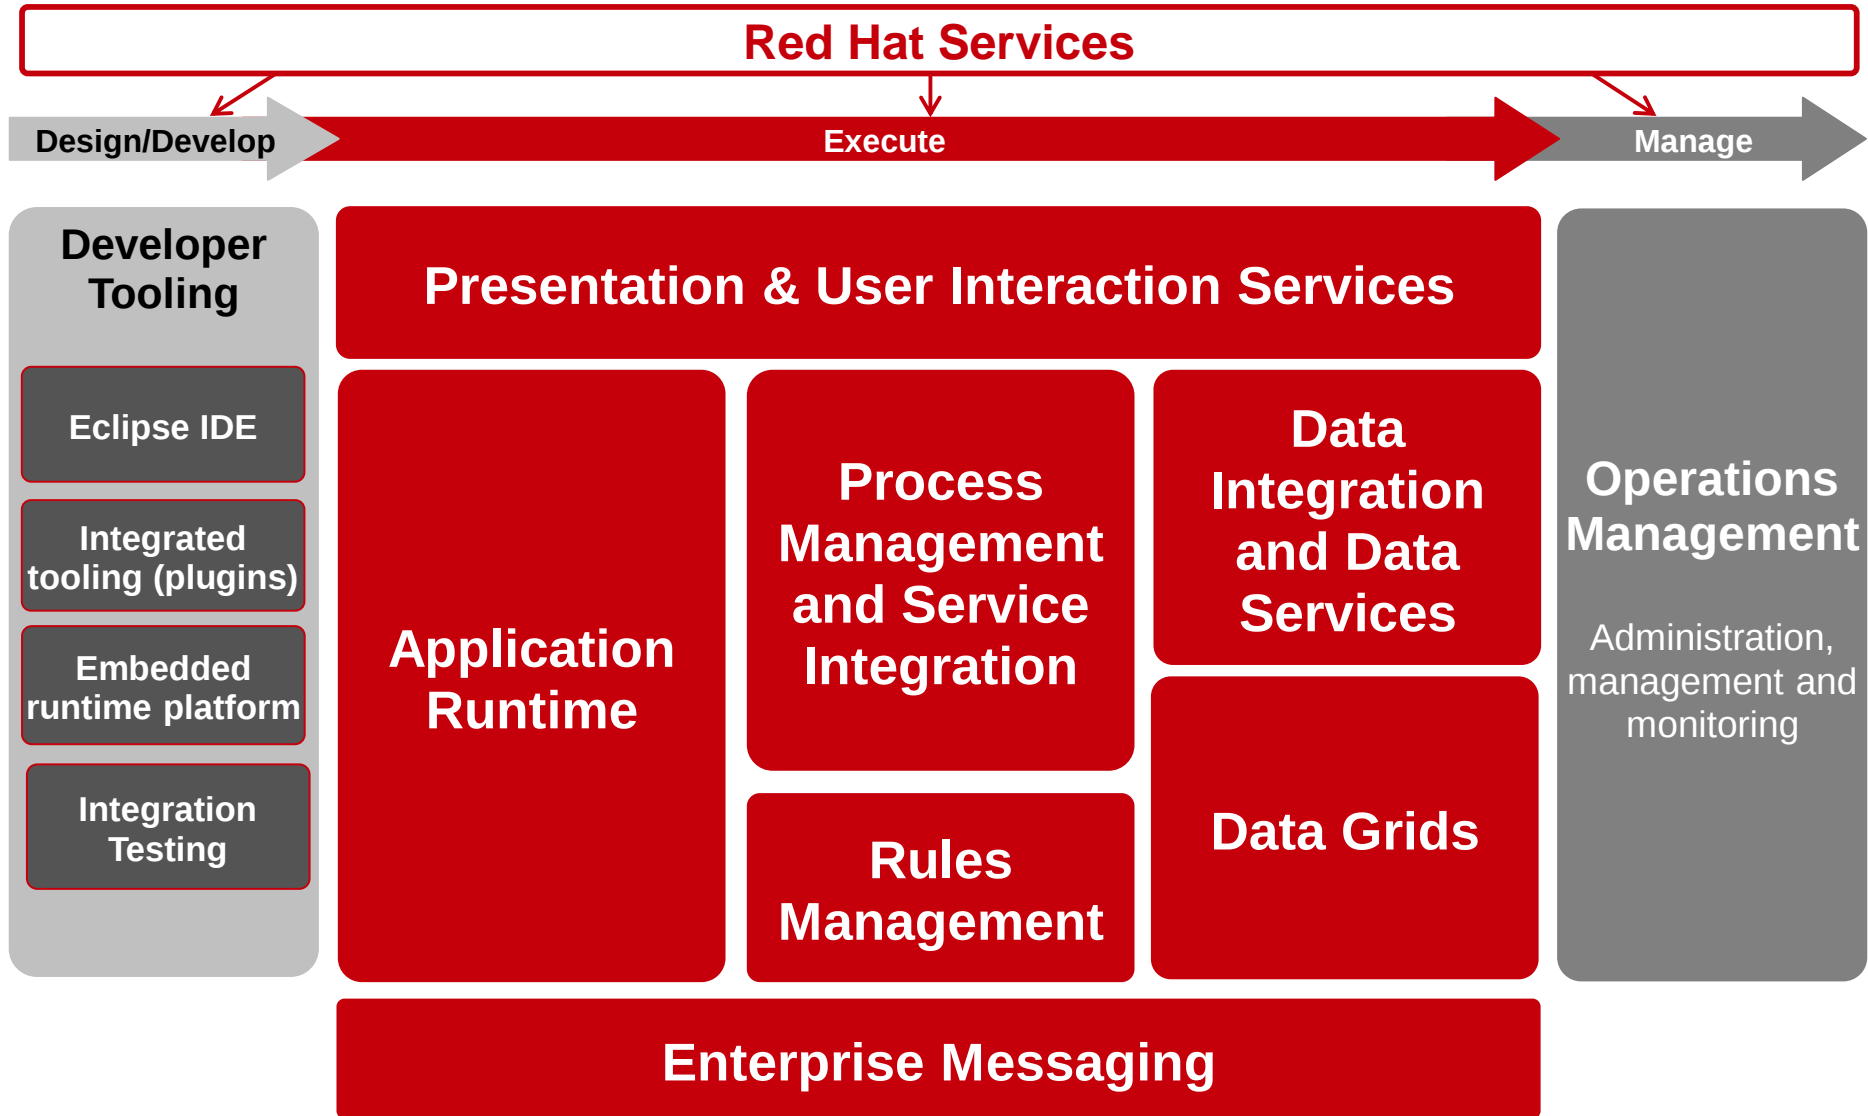 Red Hat Services
Design/Develop
Execute
Manage
Developer
Tooling
Eclipse IDE
Integrated
tooling (plugins)
Embedded
runtime platform
Integration
Testing
Presentation & User Interaction Services
Application
Runtime
Process
Management
and Service
Integration
Rules
Management
Data
Integration
and Data
Services
Data Grids
Enterprise Messaging
Operations
Management
Administration,
management and
monitoring